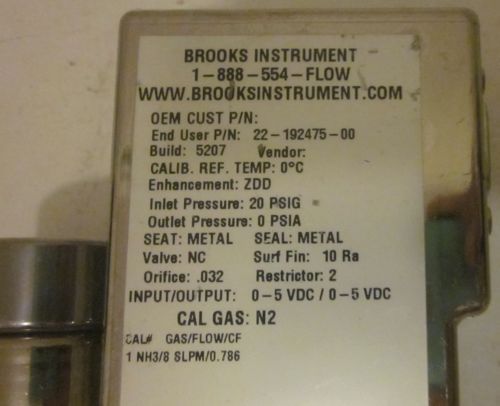 BROOKS INSTRUMENT
1-888-554-FLOW
WWW.BROOKSINSTRUMENT.COM
OEM CUST P/N:
End User P/N: 22-192475-00
Build: 5207 Vendor:
CALIB. REF. TEMP: 0°C
Enhancement: ZDD
Inlet Pressure: 20 PSIG
Outlet Pressure: 0 PSIA
SEAT: METAL SEAL: METAL
Valve: NC Surf Fin: 10 Ra
Orifice: .032 Restrictor: 2
INPUT/OUTPUT: 0-5 VDC / 0-5 VDC
CAL GAS: N2
CAL# GAS/FLOW/CF
1 NH3/8 SLPM/0.786